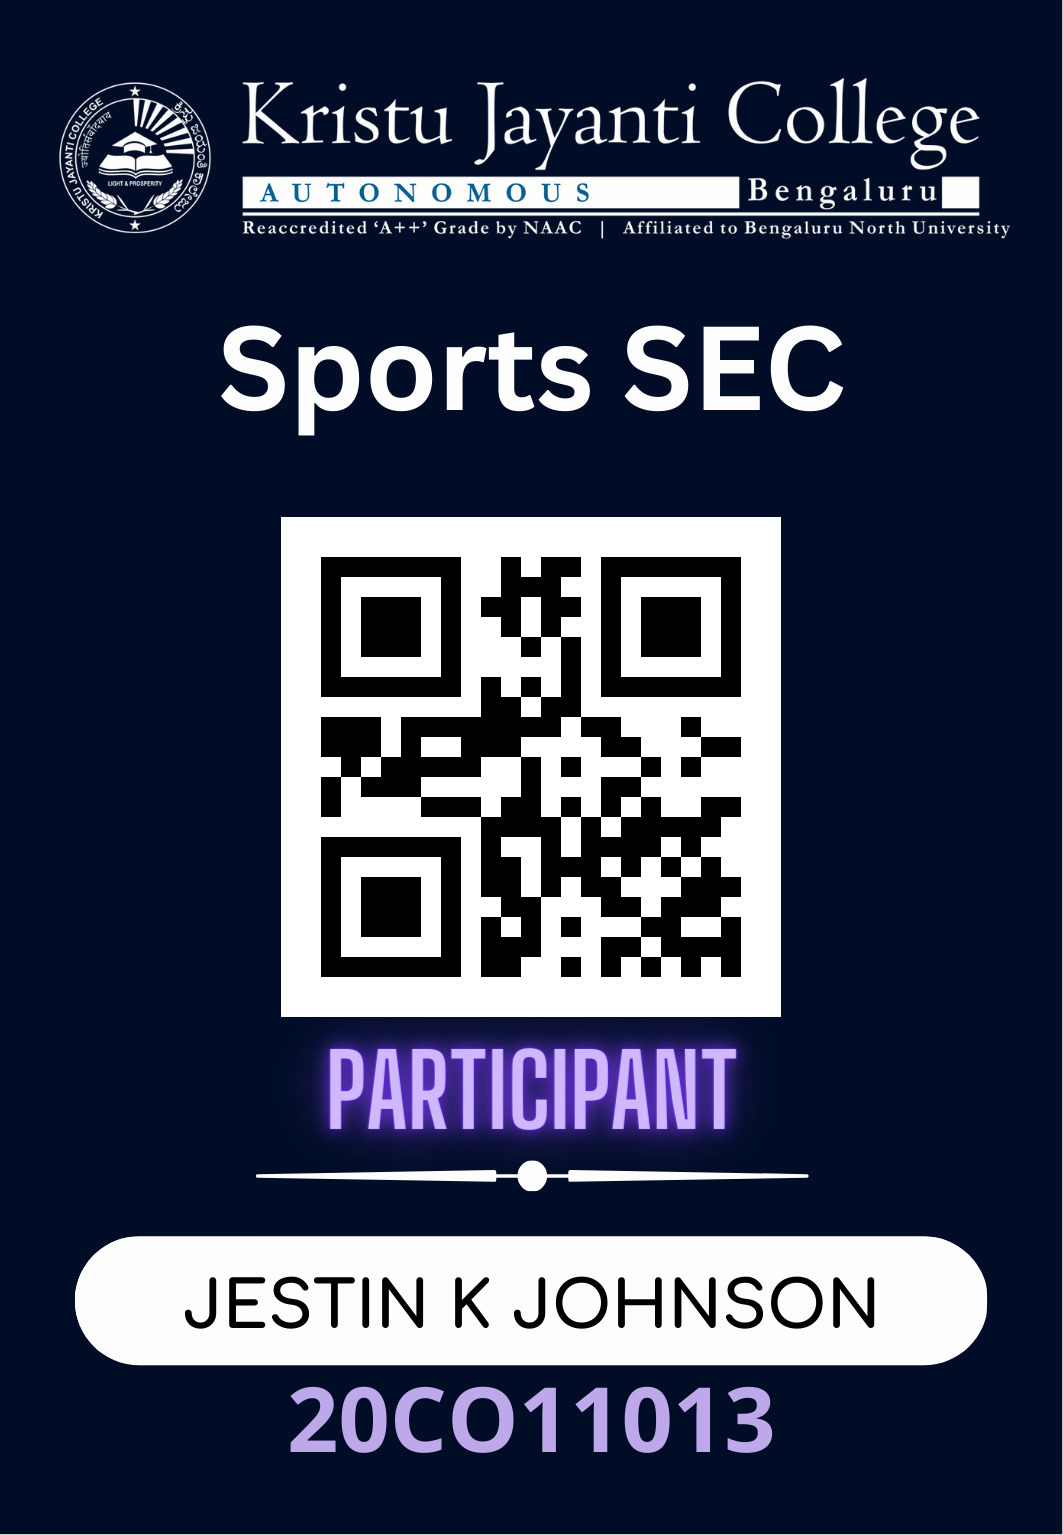 KRISTU JAYANTI COLLEGE
LIGHT & PROSPERITY
Kristu Jayanti College
AUTONOMOUS Bengaluru
Reaccredited ‘A++’ Grade by NAAC | Affiliated to Bengaluru North University
Sports SEC
PARTICIPANT
JESTIN K JOHNSON
20CO11013